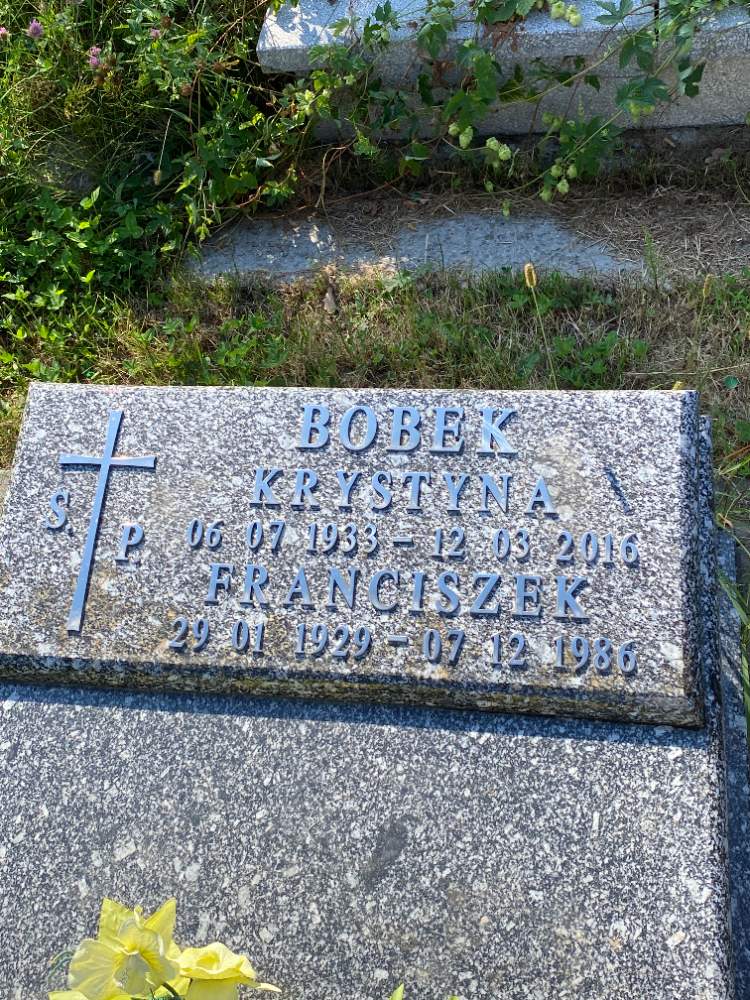 BOBEK
KRYSTYNA
S. P
06 07 1933 – 12 03 2016
FRANCISZEK
29 01 1929 – 07 12 1986